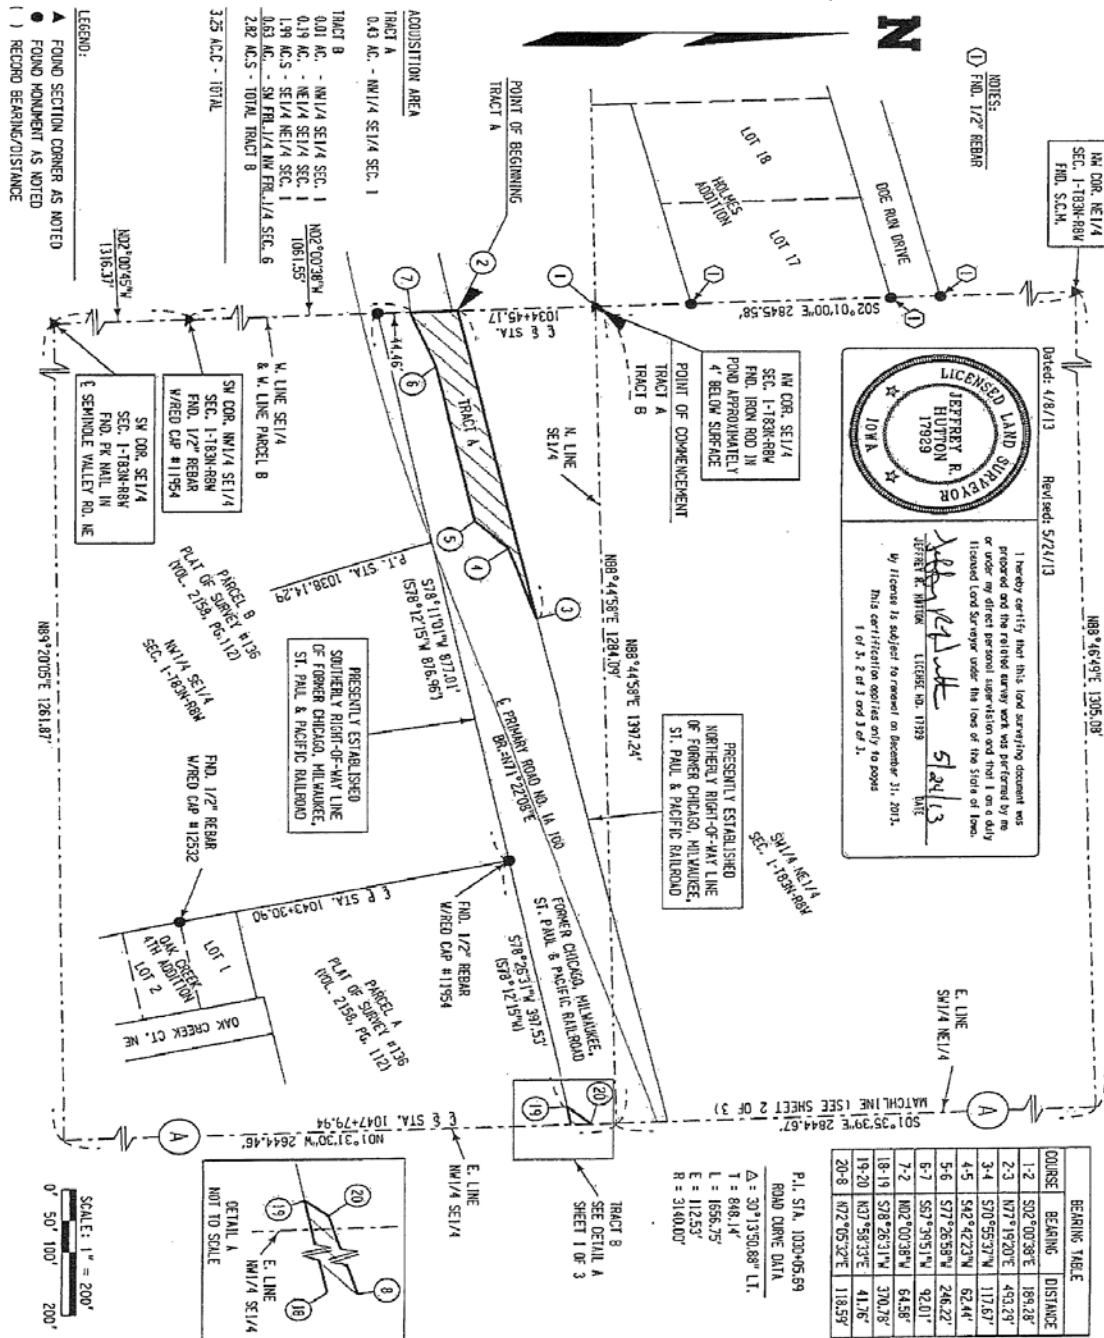 N
NOTES:
1 FND. 1/2" REBAR
NW COR. NE1/4
SEC. 1-T83N-R8W
FND. S.C.M.
Dated: 4/8/13 Revised: 5/24/13
LICENSED LAND SURVEYOR
JEFFREY R.
HUTTON
17929
IOWA
I hereby certify that this land surveying document was
prepared and the related survey work was performed by me
or under my direct personal supervision and that I am a duly
licensed Land Surveyor under the laws of the State of Iowa.
5/24/13
JEFFREY R. HUTTON LICENSE NO. 17929 DATE
My license is subject to renewal on December 31, 2013.
This certification applies only to pages
1 of 3, 2 of 3 and 3 of 3.
N88°46'49"E 1305.08'
BEARING TABLE
COURSE BEARING DISTANCE
1-2 S02°00'38"E 189.28'
2-3 N77°19'20"E 493.29'
3-4 S70°55'37"W 117.67'
4-5 S42°42'23"W 62.44'
5-6 S77°26'58"W 246.22'
6-7 S67°39'51"W 92.01'
7-2 N02°00'38"W 64.58'
18-19 S78°26'31"W 370.78'
19-20 N37°58'33"E 41.76'
20-8 N72°05'32"E 118.59'
P.I. STA. 1030+05.69
ROAD CURVE DATA
Δ = 30°13'50.88" LT.
T = 848.14'
L = 1656.75'
E = 112.53'
R = 3140.00'
DOE RUN DRIVE
LOT 18
HOLMES
ADDITION
LOT 17
1
1
1
S02°01'00"E 2845.58'
NW COR. SE1/4
SEC. 1-T83N-R8W
FND. IRON ROD IN
POND APPROXIMATELY
4' BELOW SURFACE
POINT OF COMMENCEMENT
TRACT A
TRACT B
N. LINE
SE1/4
N88°44'58"E 1284.09'
N88°44'58"E 1397.24'
SW1/4 NE1/4
SEC. 1-T83N-R8W
E. LINE
SW1/4 NE1/4
MATCHLINE (SEE SHEET 2 OF 3)
S01°35'39"E 2844.67'
A
PRESENTLY ESTABLISHED
NORTHERLY RIGHT-OF-WAY LINE
OF FORMER CHICAGO, MILWAUKEE,
ST. PAUL & PACIFIC RAILROAD
POINT OF BEGINNING
TRACT A
1
2
3
4
5
6
7
STA.
1034+45.17
TRACT A
44.46'
℄ PRIMARY ROAD NO. IA 100
BR.=N71°22'08"E
FORMER CHICAGO, MILWAUKEE,
ST. PAUL & PACIFIC RAILROAD
S78°11'01"W 877.01'
(S78°12'15"W 876.96')
S78°26'31"W 397.53'
(S78°12'15"W)
P.T. STA. 1038.14.29
PRESENTLY ESTABLISHED
SOUTHERLY RIGHT-OF-WAY LINE
OF FORMER CHICAGO, MILWAUKEE,
ST. PAUL & PACIFIC RAILROAD
FND. 1/2" REBAR
W/RED CAP #11954
19
20
TRACT B
SEE DETAIL A
SHEET 1 OF 3
STA. 1047+79.94
N01°31'30"W 2644.46'
E. LINE
NW1/4 SE1/4
A
STA. 1043+30.90
PARCEL A
PLAT OF SURVEY #136
(VOL. 2158, PG. 112)
PARCEL B
PLAT OF SURVEY #136
(VOL. 2158, PG.112)
NW1/4 SE1/4
SEC. 1-T83N-R8W
FND. 1/2" REBAR
W/RED CAP #12532
LOT 1
OAK CREEK
4TH ADDITION
LOT 2
OAK CREEK CT. NE
DETAIL A
NOT TO SCALE
20
19
8
18
E. LINE
NW1/4 SE1/4
ACQUISITION AREA
TRACT A
0.43 AC. - NW1/4 SE1/4 SEC. 1
TRACT B
0.01 AC. - NW1/4 SE1/4 SEC. 1
0.19 AC. - NE1/4 SE1/4 SEC. 1
1.99 AC.S - SE1/4 NE1/4 SEC. 1
0.63 AC. - SW FRL.1/4 NW FRL.1/4 SEC. 6
2.82 AC.S - TOTAL TRACT B
3.25 AC.C - TOTAL
N02°00'38"W
1061.55'
W. LINE SE1/4
& W. LINE PARCEL B
SW COR. NW1/4 SE1/4
SEC. 1-T83N-R8W
FND. 1/2" REBAR
W/RED CAP #11954
N02°00'45"W
1316.37'
SW COR. SE1/4
SEC. 1-T83N-R8W
FND. PK NAIL IN
℄ SEMINOLE VALLEY RD. NE
N89°20'05"E 1261.87'
LEGEND:
▲ FOUND SECTION CORNER AS NOTED
● FOUND MONUMENT AS NOTED
( ) RECORD BEARING/DISTANCE
SCALE: 1" = 200'
0' 50' 100' 200'